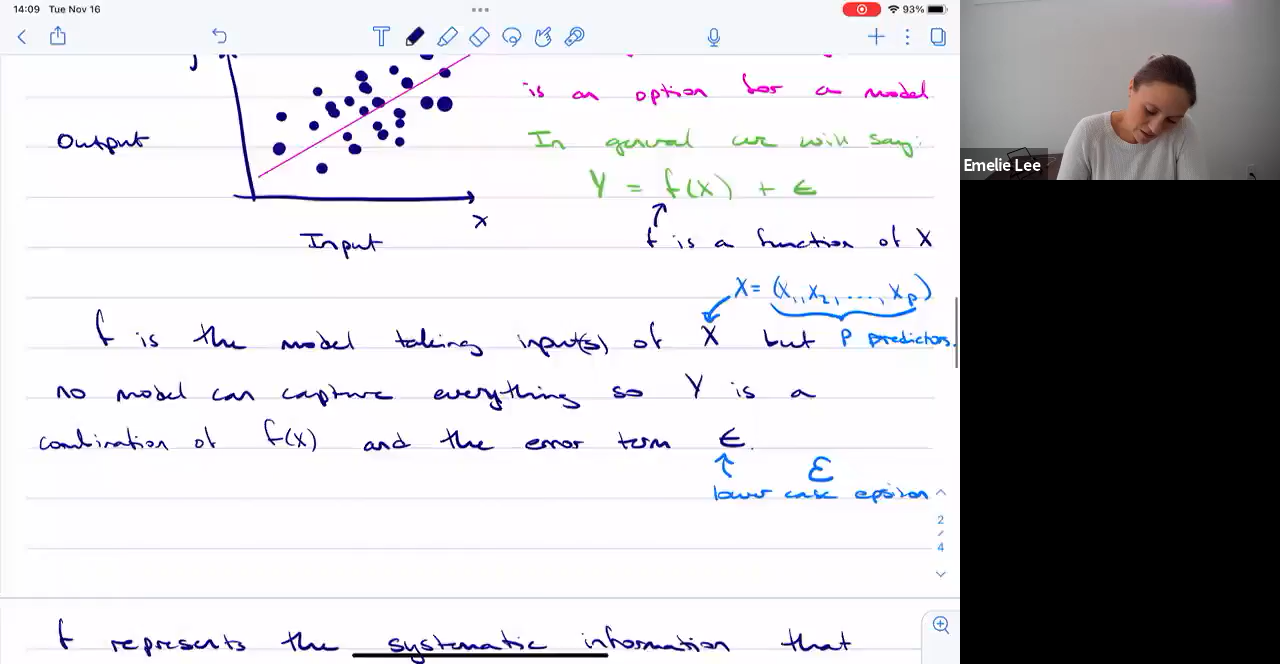 14:09 Tue Nov 16
93%
Emelie Lee
y
Output
x
Input
is an option for a model
In general we will say:
Y = f(X) + ϵ
f is a function of X
X = (X1, X2, ...., Xp)
p predictors.
f is the model taking input(s) of X but
no model can capture everything so Y is a
combination of f(X) and the error term ϵ.
ε
lower case epsilon
2
/
4
f represents the systematic information that